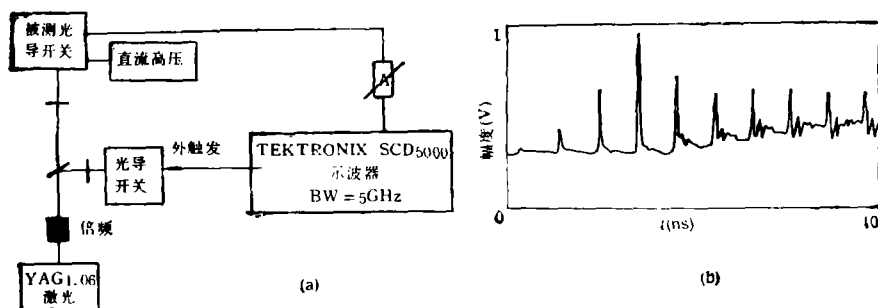 被测光
导开关
直流高压
A
光导
开关
外触发
TEKTRONIX SCD5000
示波器
BW=5GHz
倍频
YAG1.06
激光
(a)
1
幅度(V)
0
t(ns)
10
(b)